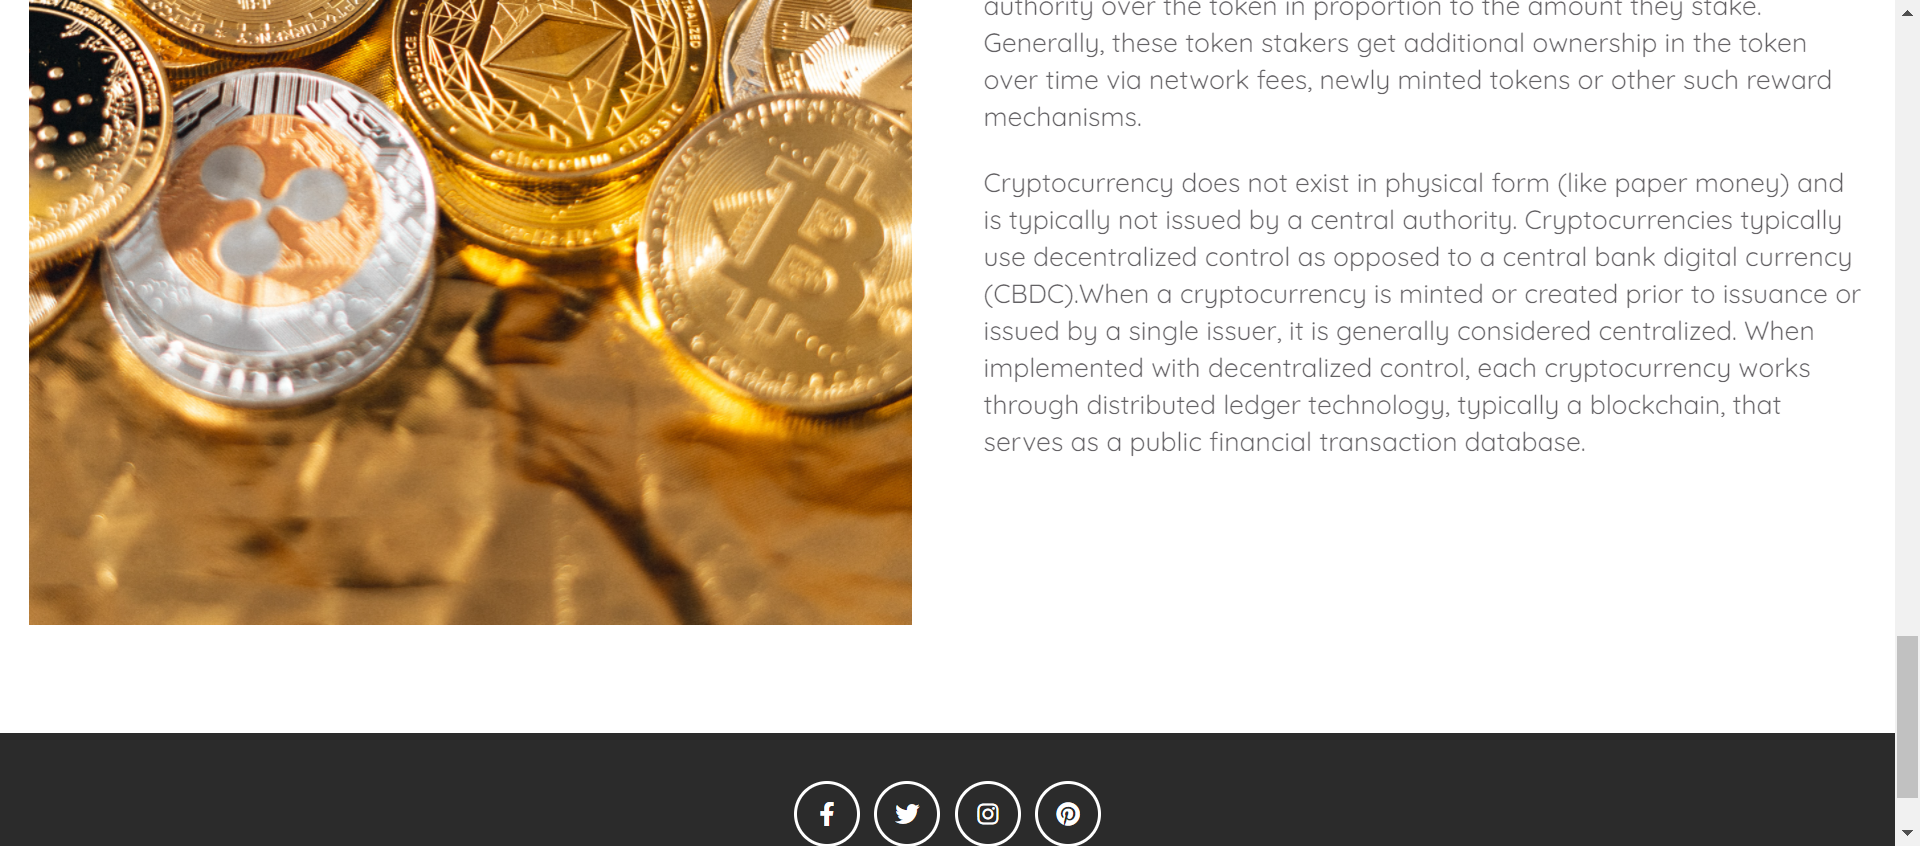 DECENTRALIZED
ADA
ethereum classic
authority over the token in proportion to the amount they stake.
Generally, these token stakers get additional ownership in the token
over time via network fees, newly minted tokens or other such reward
mechanisms.
Cryptocurrency does not exist in physical form (like paper money) and
is typically not issued by a central authority. Cryptocurrencies typically
use decentralized control as opposed to a central bank digital currency
(CBDC).When a cryptocurrency is minted or created prior to issuance or
issued by a single issuer, it is generally considered centralized. When
implemented with decentralized control, each cryptocurrency works
through distributed ledger technology, typically a blockchain, that
serves as a public financial transaction database.